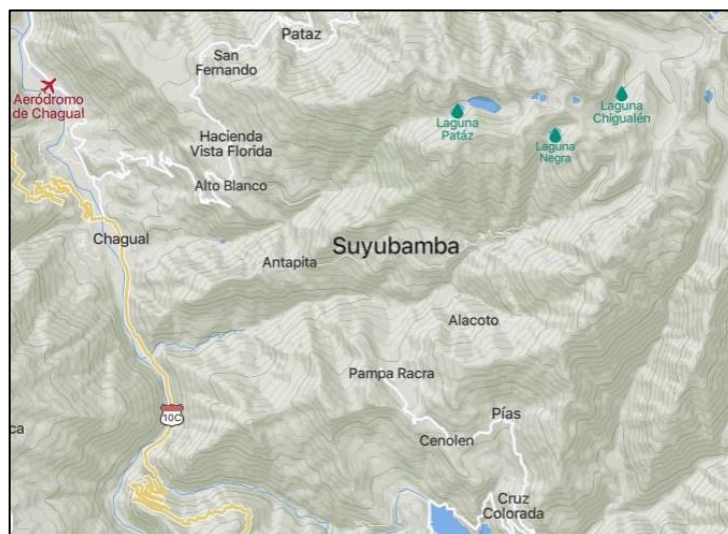 Pataz
San
Fernando
Aeródromo
de Chagual
Laguna
Chigualén
Laguna
Patáz
Laguna
Negra
Hacienda
Vista Florida
Alto Blanco
Chagual
Suyubamba
Antapita
Alacoto
Pampa Racra
10C
Pías
ca
Cenolen
Cruz
Colorada